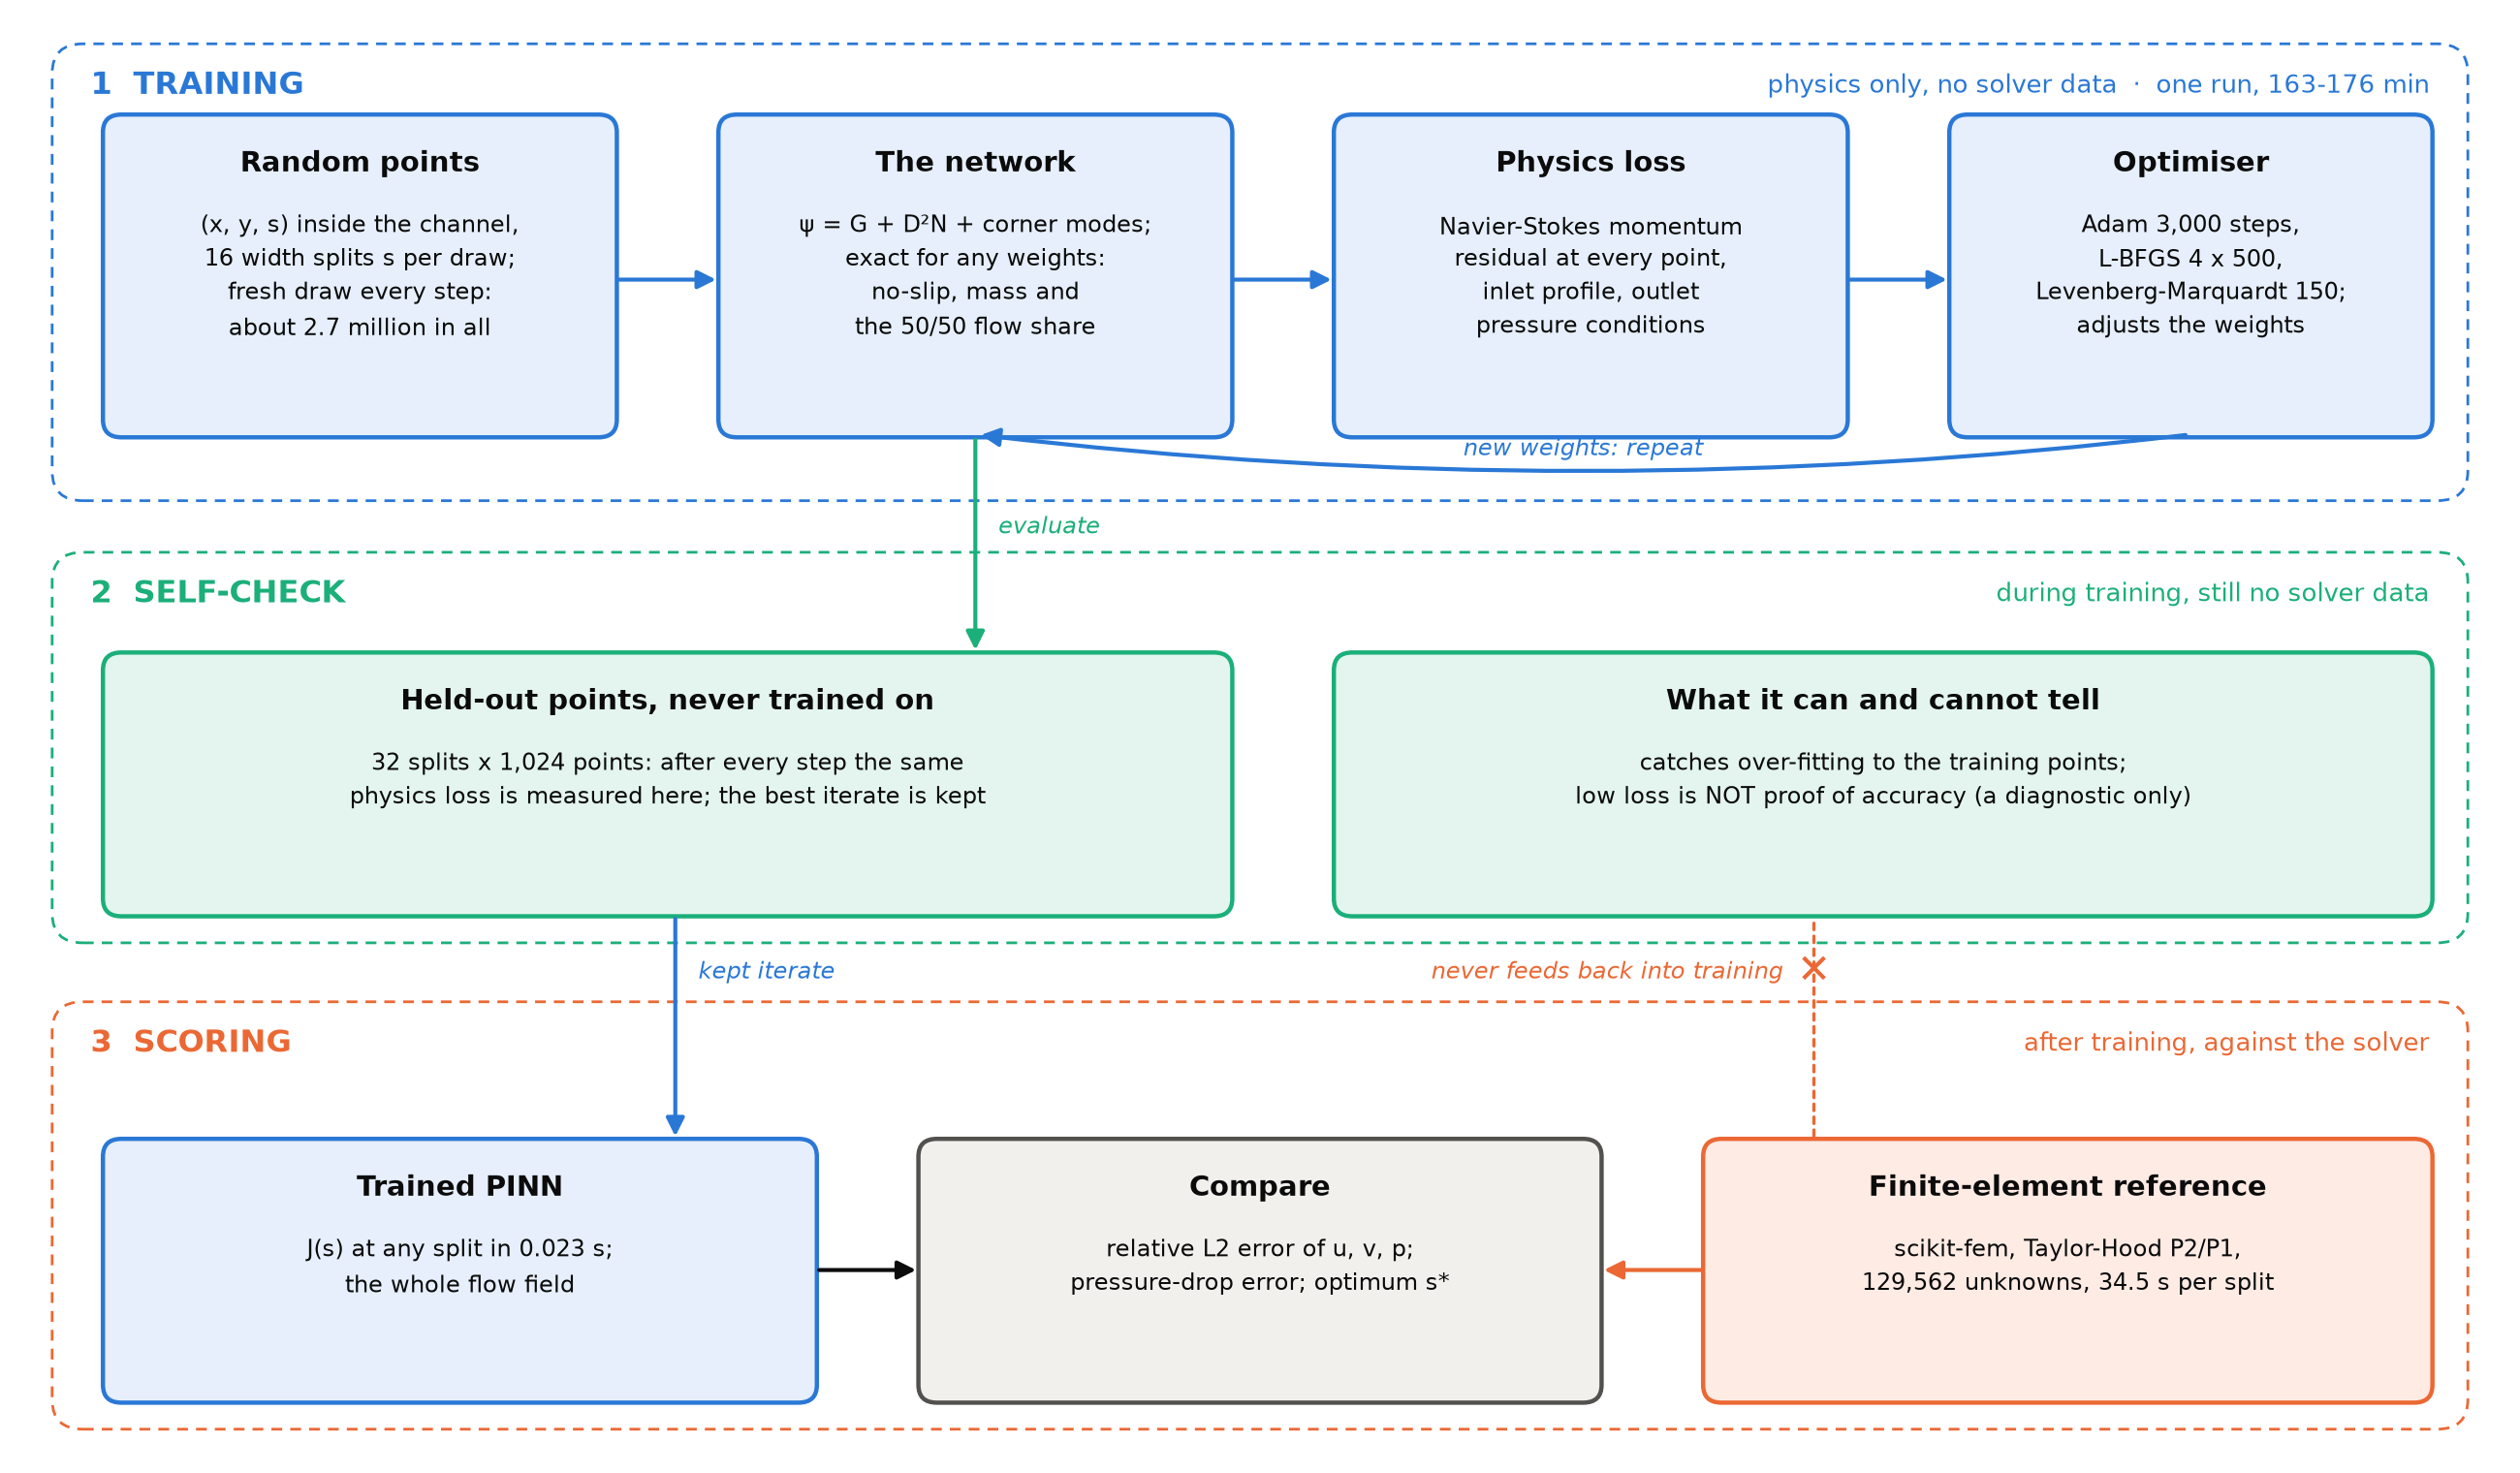 1 TRAINING
physics only, no solver data · one run, 163-176 min
Random points
(x, y, s) inside the channel,
16 width splits s per draw;
fresh draw every step:
about 2.7 million in all
The network
ψ = G + D²N + corner modes;
exact for any weights:
no-slip, mass and
the 50/50 flow share
Physics loss
Navier-Stokes momentum
residual at every point,
inlet profile, outlet
pressure conditions
Optimiser
Adam 3,000 steps,
L-BFGS 4 x 500,
Levenberg-Marquardt 150;
adjusts the weights
new weights: repeat
evaluate
2 SELF-CHECK
during training, still no solver data
Held-out points, never trained on
32 splits x 1,024 points: after every step the same
physics loss is measured here; the best iterate is kept
What it can and cannot tell
catches over-fitting to the training points;
low loss is NOT proof of accuracy (a diagnostic only)
kept iterate
never feeds back into training ✕
3 SCORING
after training, against the solver
Trained PINN
J(s) at any split in 0.023 s;
the whole flow field
Compare
relative L2 error of u, v, p;
pressure-drop error; optimum s*
Finite-element reference
scikit-fem, Taylor-Hood P2/P1,
129,562 unknowns, 34.5 s per split